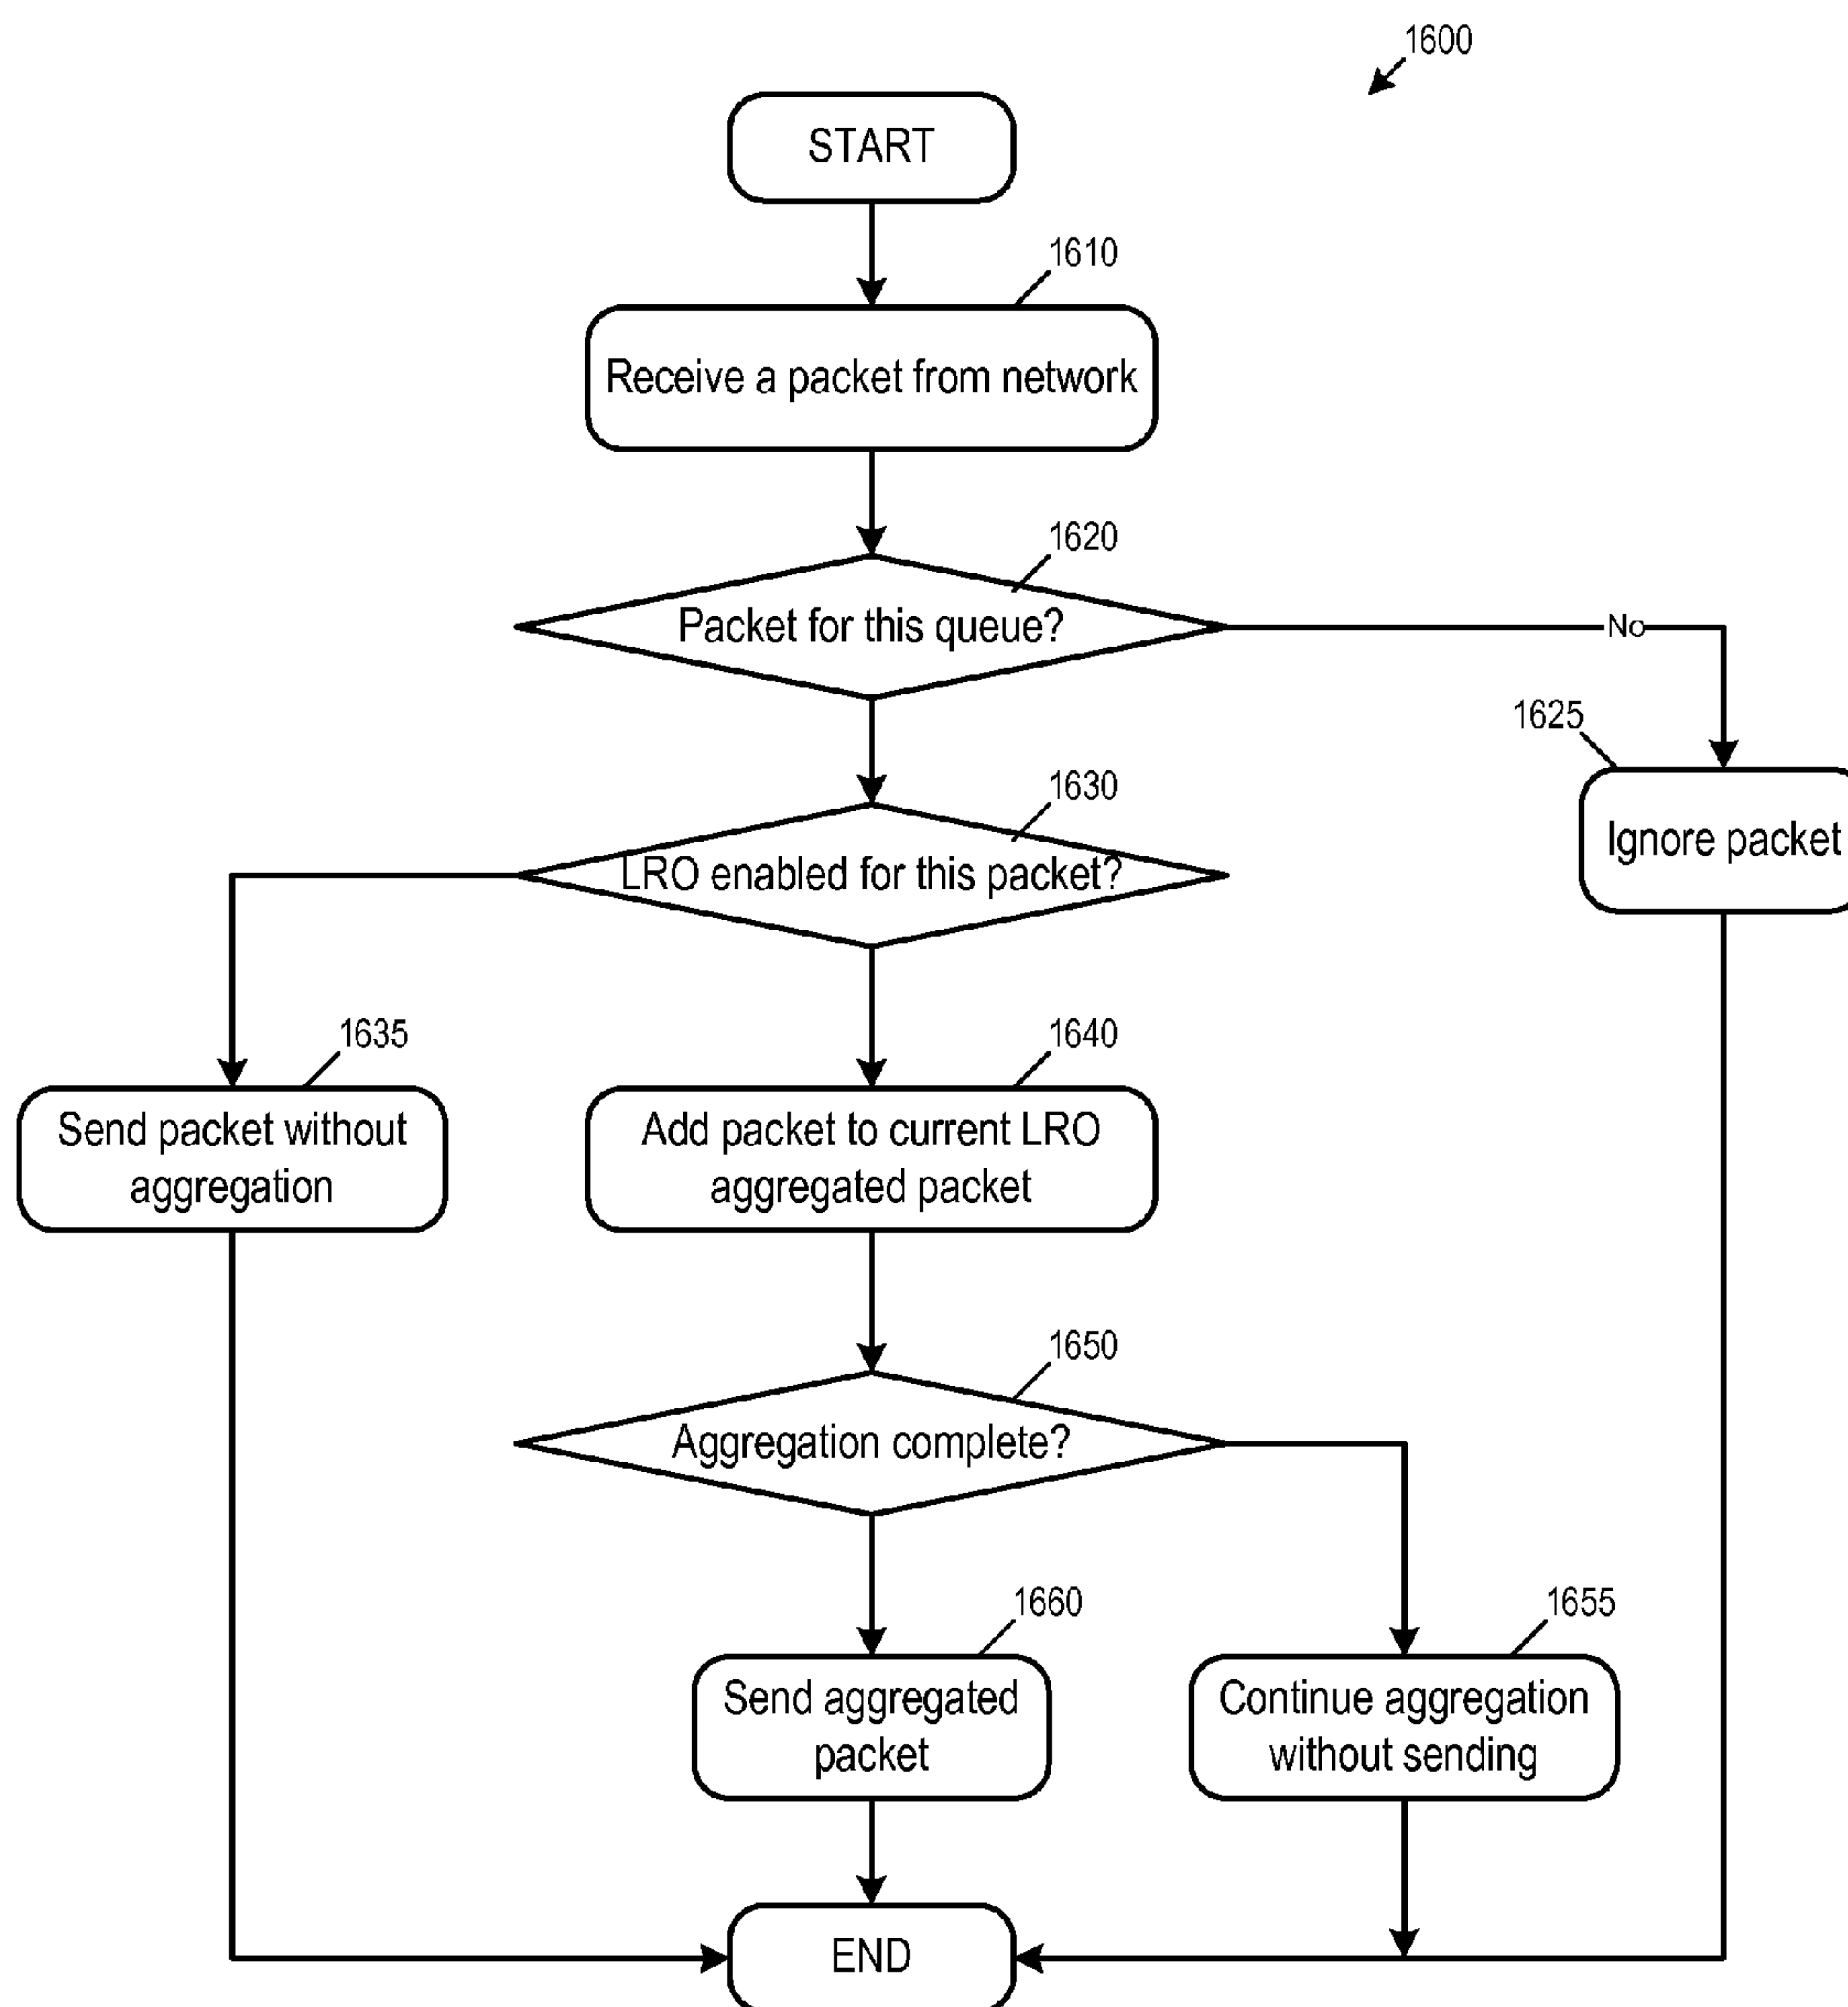 1600
START
1610
Receive a packet from network
1620
Packet for this queue?
No
1625
Ignore packet
1630
LRO enabled for this packet?
1635
Send packet without
aggregation
1640
Add packet to current LRO
aggregated packet
1650
Aggregation complete?
1660
Send aggregated
packet
1655
Continue aggregation
without sending
END